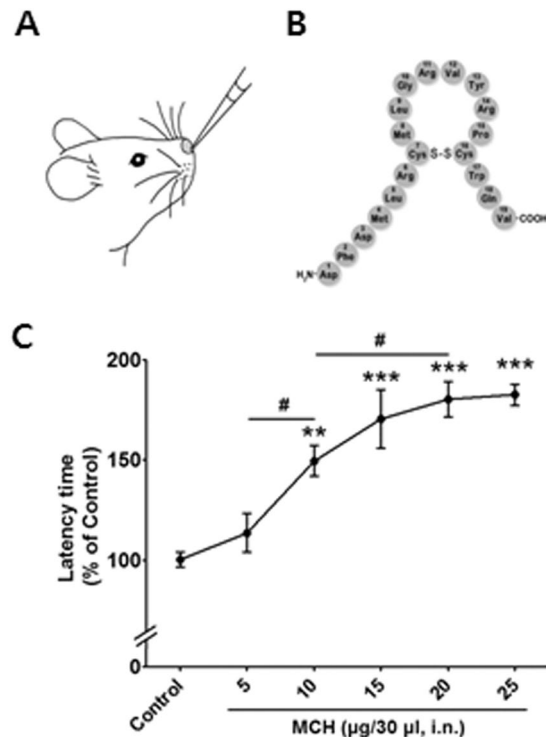 A
B
Arg Val
Gly Tyr
Leu Arg
Met Pro
Cys S-S Cys
Arg Trp
Leu Gln
Met Val COOH
Asp
Phe
H₂N Asp
C
Latency time
(% of Control)
200
150
100
0
#
#
**
***
***
***
Control
5
10
15
20
25
MCH (µg/30 µl, i.n.)